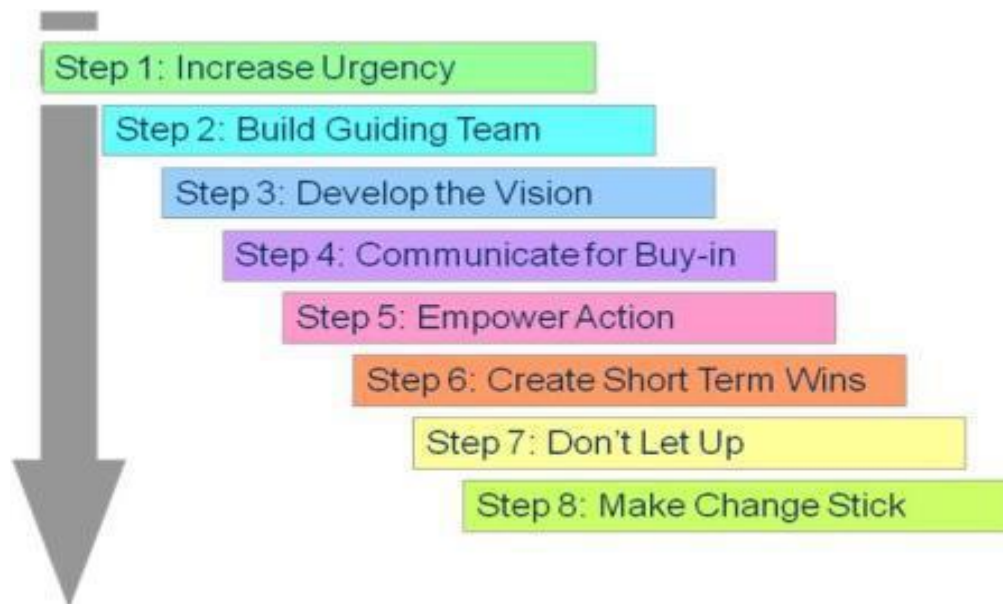 Step 1: Increase Urgency
Step 2: Build Guiding Team
Step 3: Develop the Vision
Step 4: Communicate for Buy-in
Step 5: Empower Action
Step 6: Create Short Term Wins
Step 7: Don't Let Up
Step 8: Make Change Stick